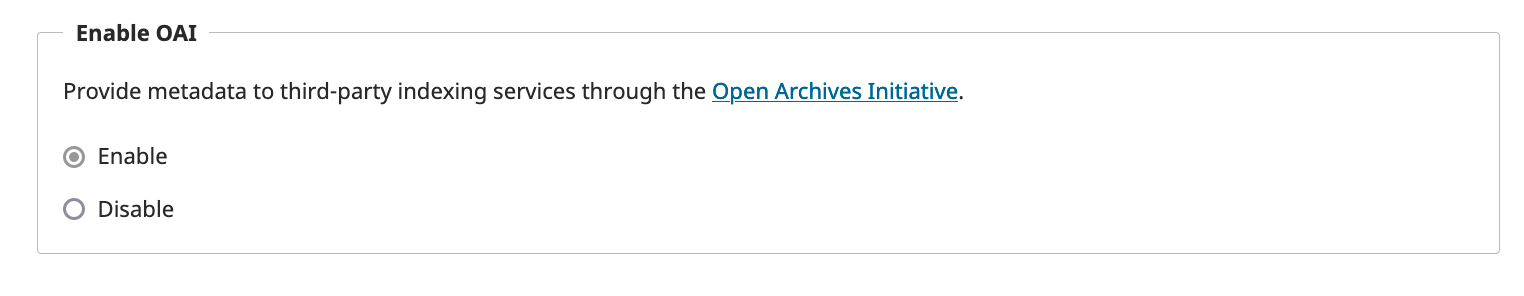 Enable OAI
Provide metadata to third-party indexing services through the Open Archives Initiative.
Enable
Disable